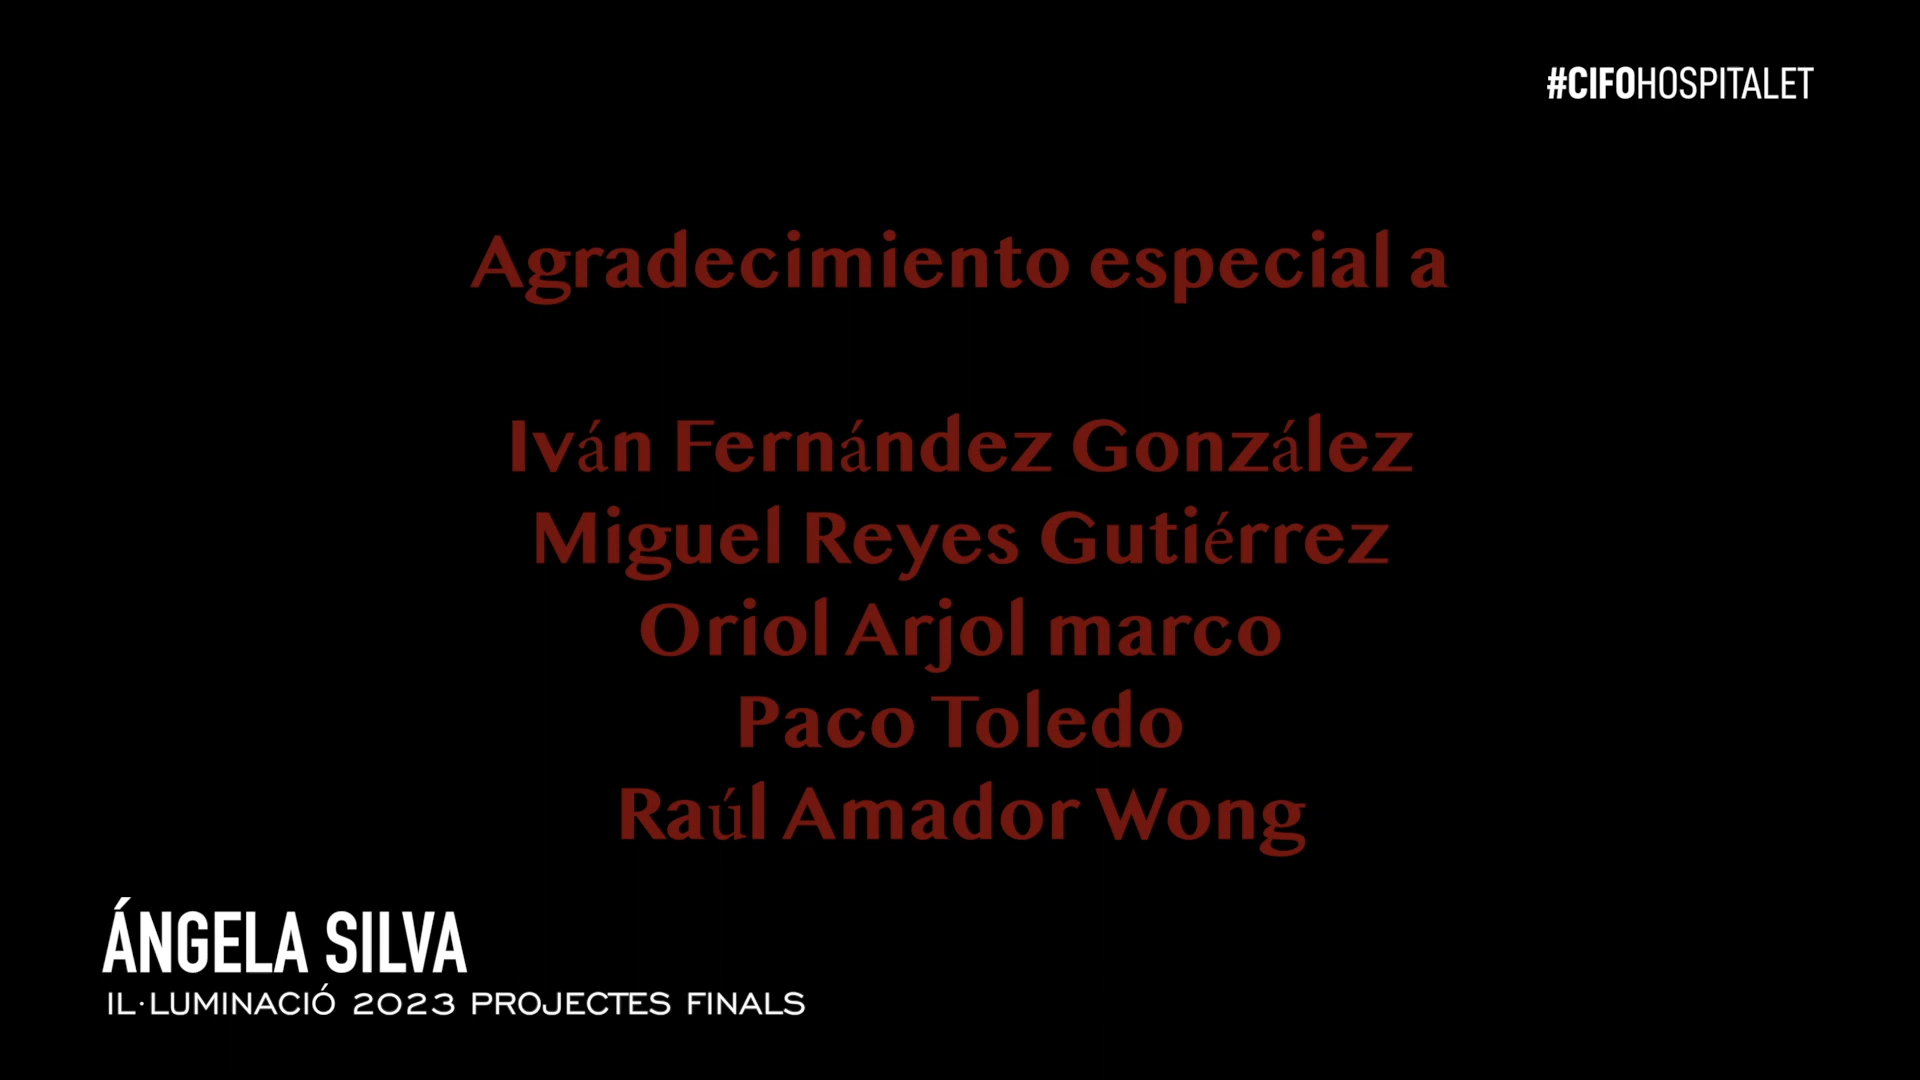 #CIFOHOSPITALET
Agradecimiento especial a
Iván Fernández González
Miguel Reyes Gutiérrez
Oriol Arjol marco
Paco Toledo
Raúl Amador Wong
ÁNGELA SILVA
IL·LUMINACIÓ 2023 PROJECTES FINALS